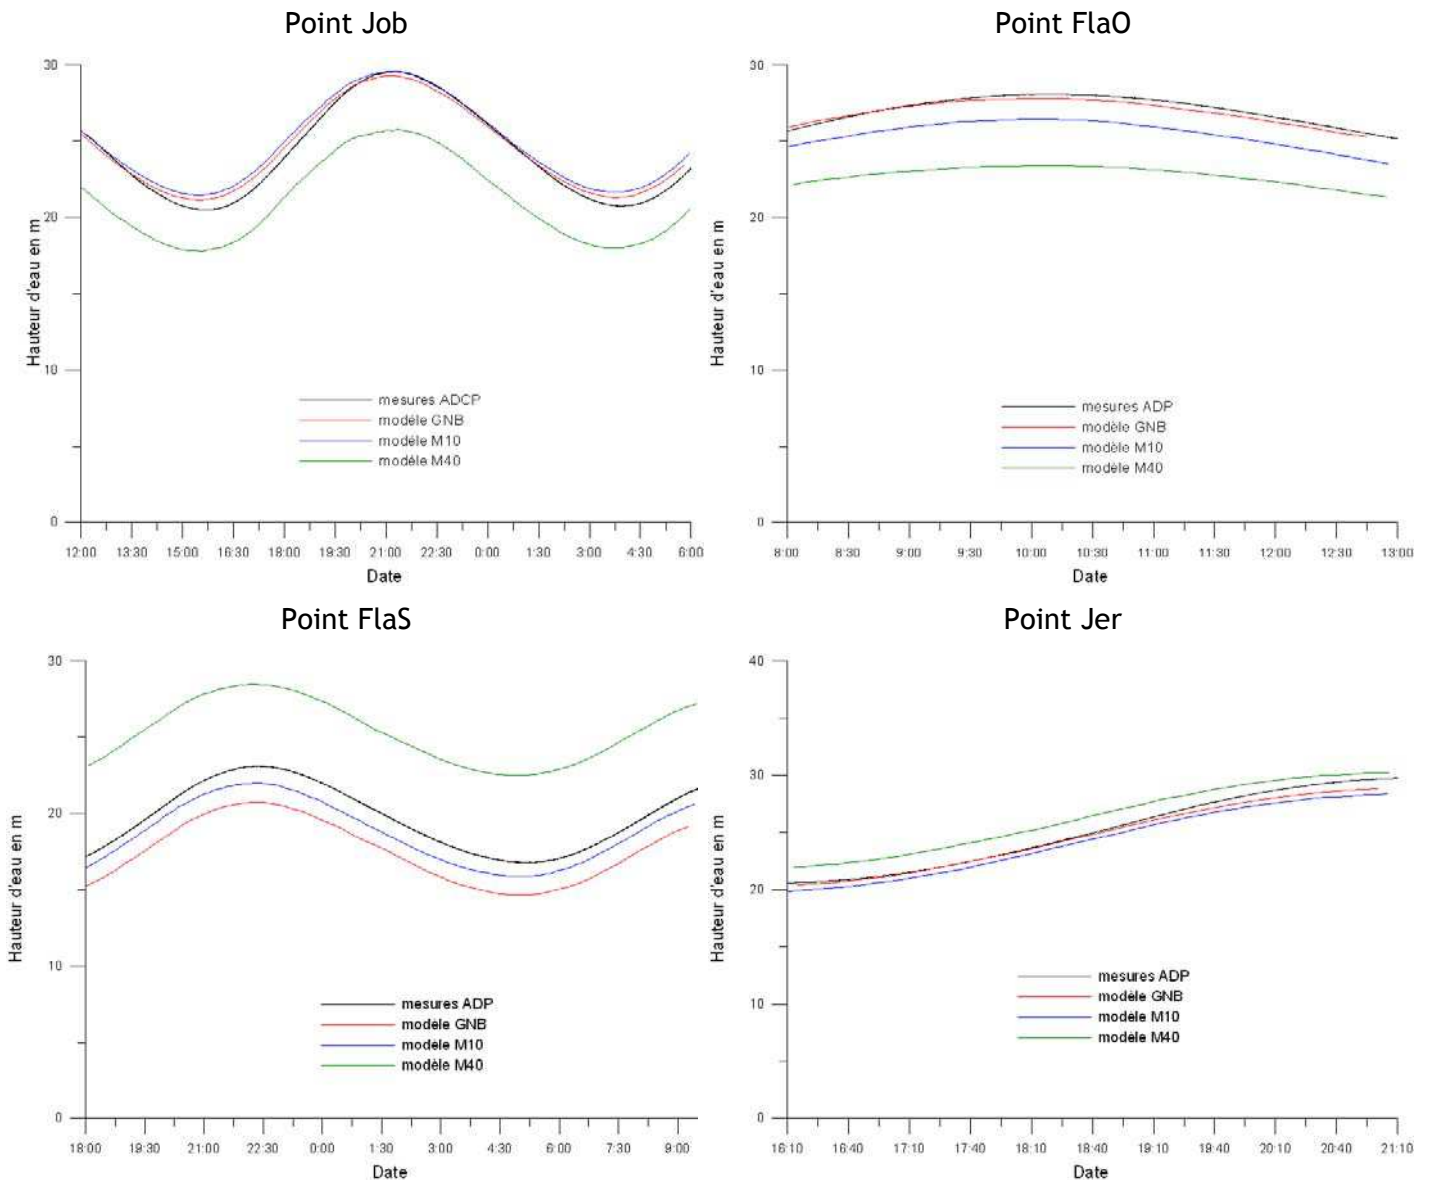 Point Job
Point FlaO
30
20
10
0
Hauteur d'eau en m
mesures ADCP
modèle GNB
modèle M10
modèle M40
12:00 13:30 15:00 16:30 18:00 19:30 21:00 22:30 0:00 1:30 3:00 4:30 6:00
Date
30
20
10
0
Hauteur d'eau en m
mesures ADP
modèle GNB
modèle M10
modèle M40
8:00 8:30 9:00 9:30 10:00 10:30 11:00 11:30 12:00 12:30 13:00
Date
Point FlaS
Point Jer
30
20
10
0
Hauteur d'eau en m
mesures ADP
modèle GNB
modèle M10
modèle M40
18:00 19:30 21:00 22:30 0:00 1:30 3:00 4:30 6:00 7:30 9:00
Date
40
30
20
10
0
Hauteur d'eau en m
mesures ADP
modèle GNB
modèle M10
modèle M40
16:10 16:40 17:10 17:40 18:10 18:40 19:10 19:40 20:10 20:40 21:10
Date